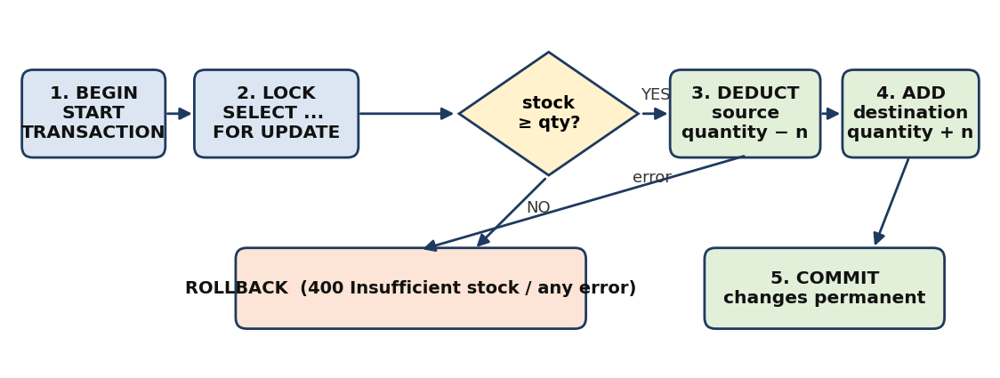 1. BEGIN
START
TRANSACTION
2. LOCK
SELECT ...
FOR UPDATE
stock
≥ qty?
YES
3. DEDUCT
source
quantity − n
4. ADD
destination
quantity + n
error
NO
ROLLBACK  (400 Insufficient stock / any error)
5. COMMIT
changes permanent